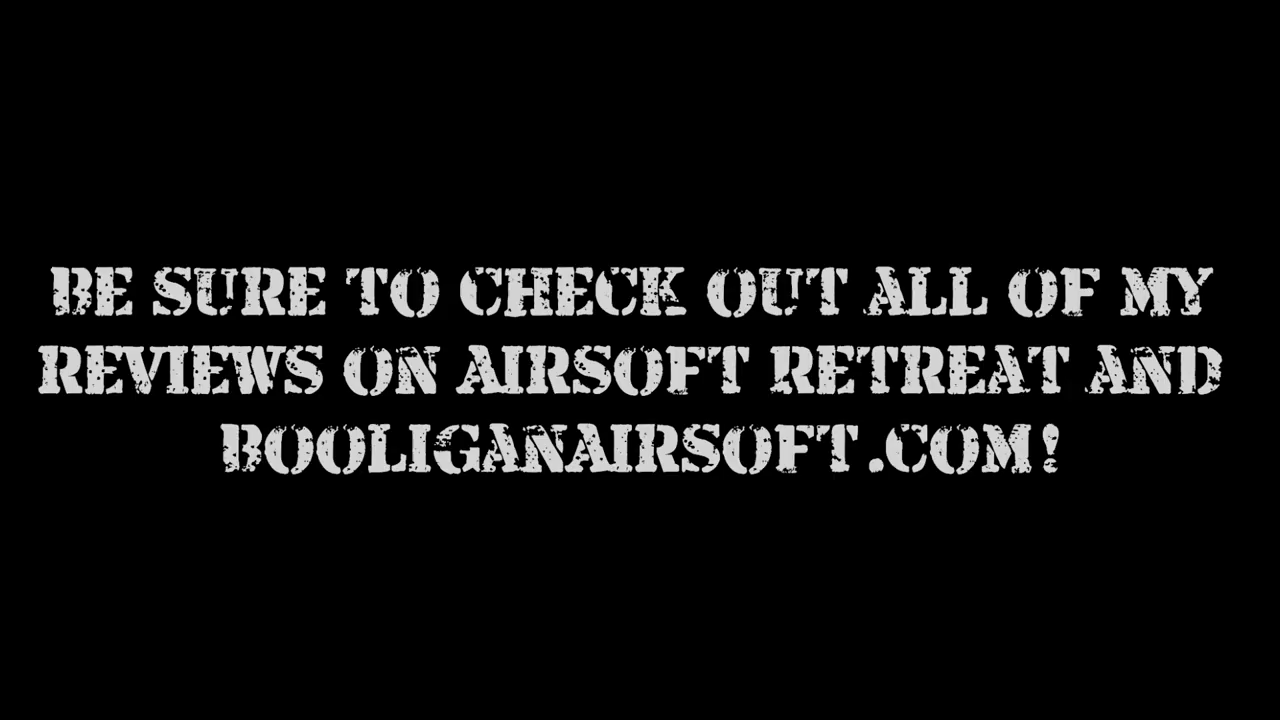 BE SURE TO CHECK OUT ALL OF MY
REVIEWS ON AIRSOFT RETREAT AND
BOOLIGANAIRSOFT.COM!